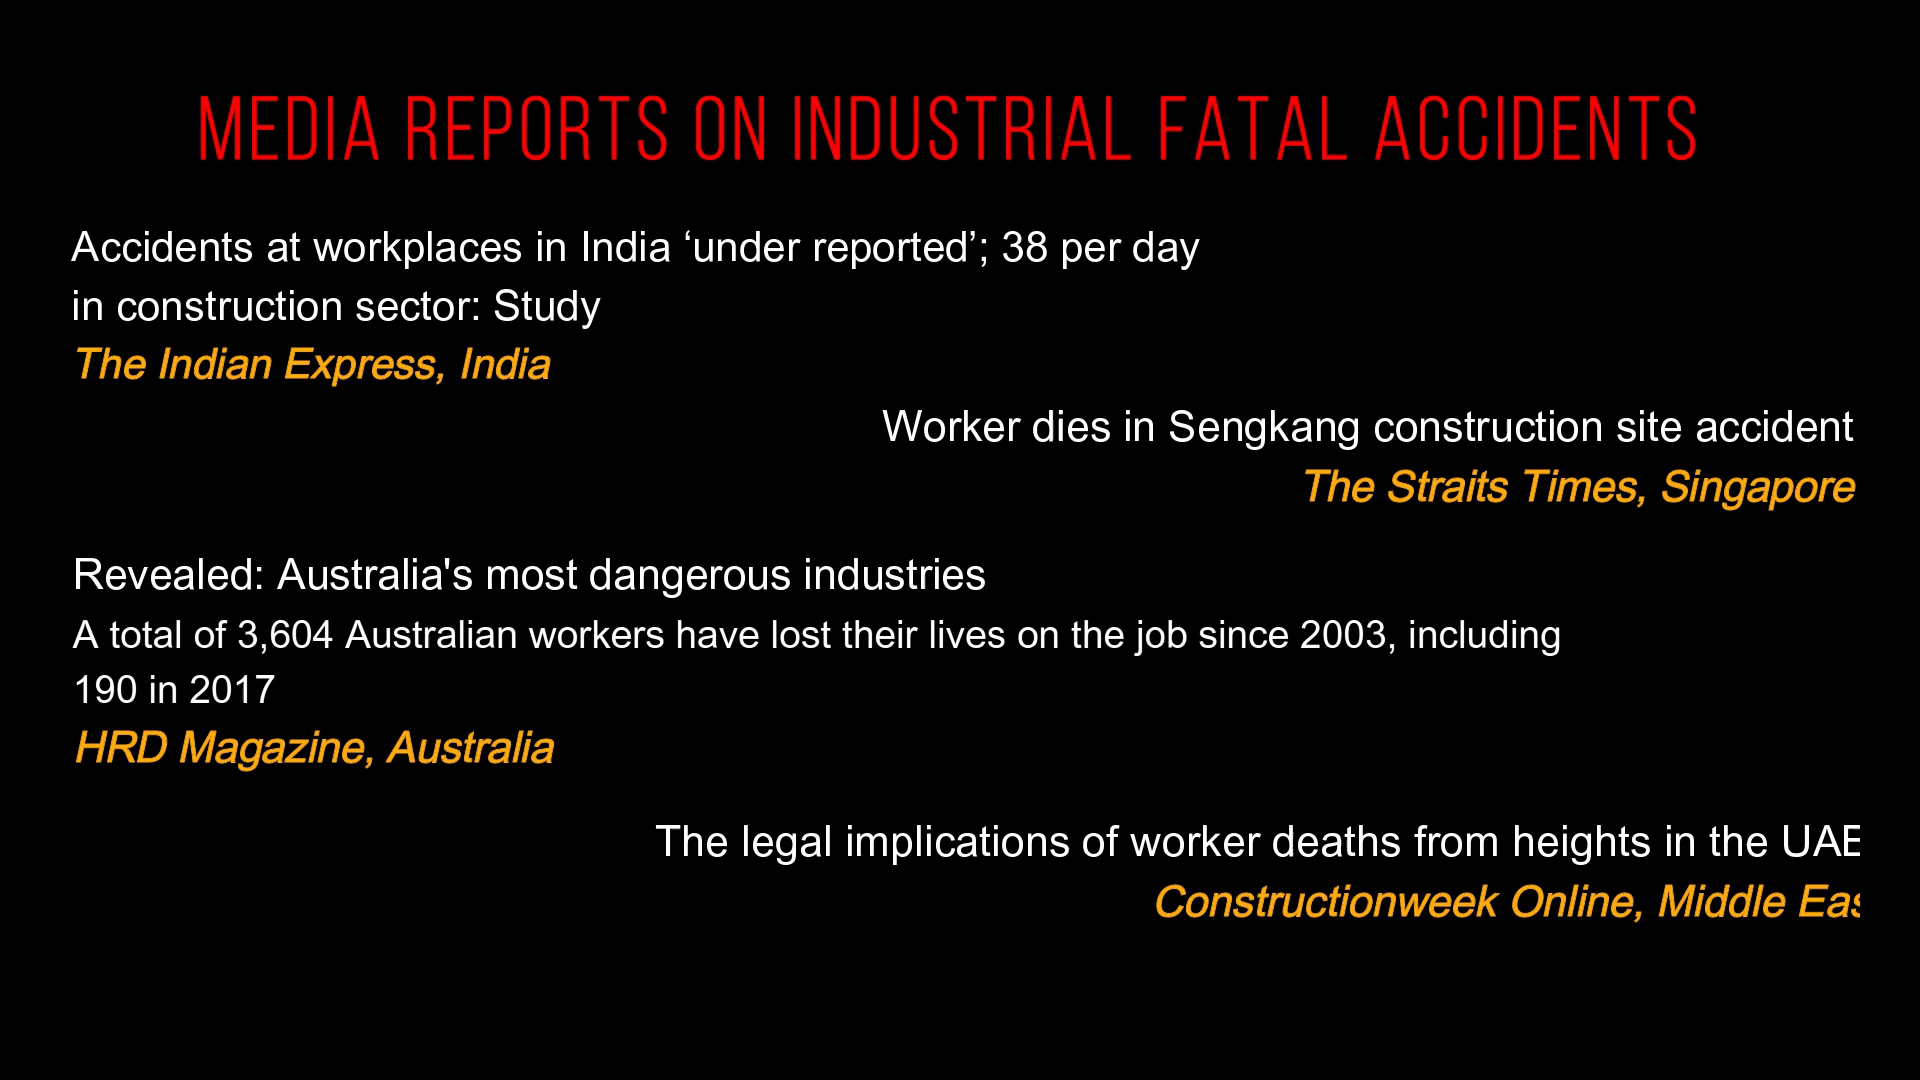 MEDIA REPORTS ON INDUSTRIAL FATAL ACCIDENTS
Accidents at workplaces in India ‘under reported’; 38 per day
in construction sector: Study
The Indian Express, India
Worker dies in Sengkang construction site accident
The Straits Times, Singapore
Revealed: Australia's most dangerous industries
A total of 3,604 Australian workers have lost their lives on the job since 2003, including
190 in 2017
HRD Magazine, Australia
The legal implications of worker deaths from heights in the UAE
Constructionweek Online, Middle Eas